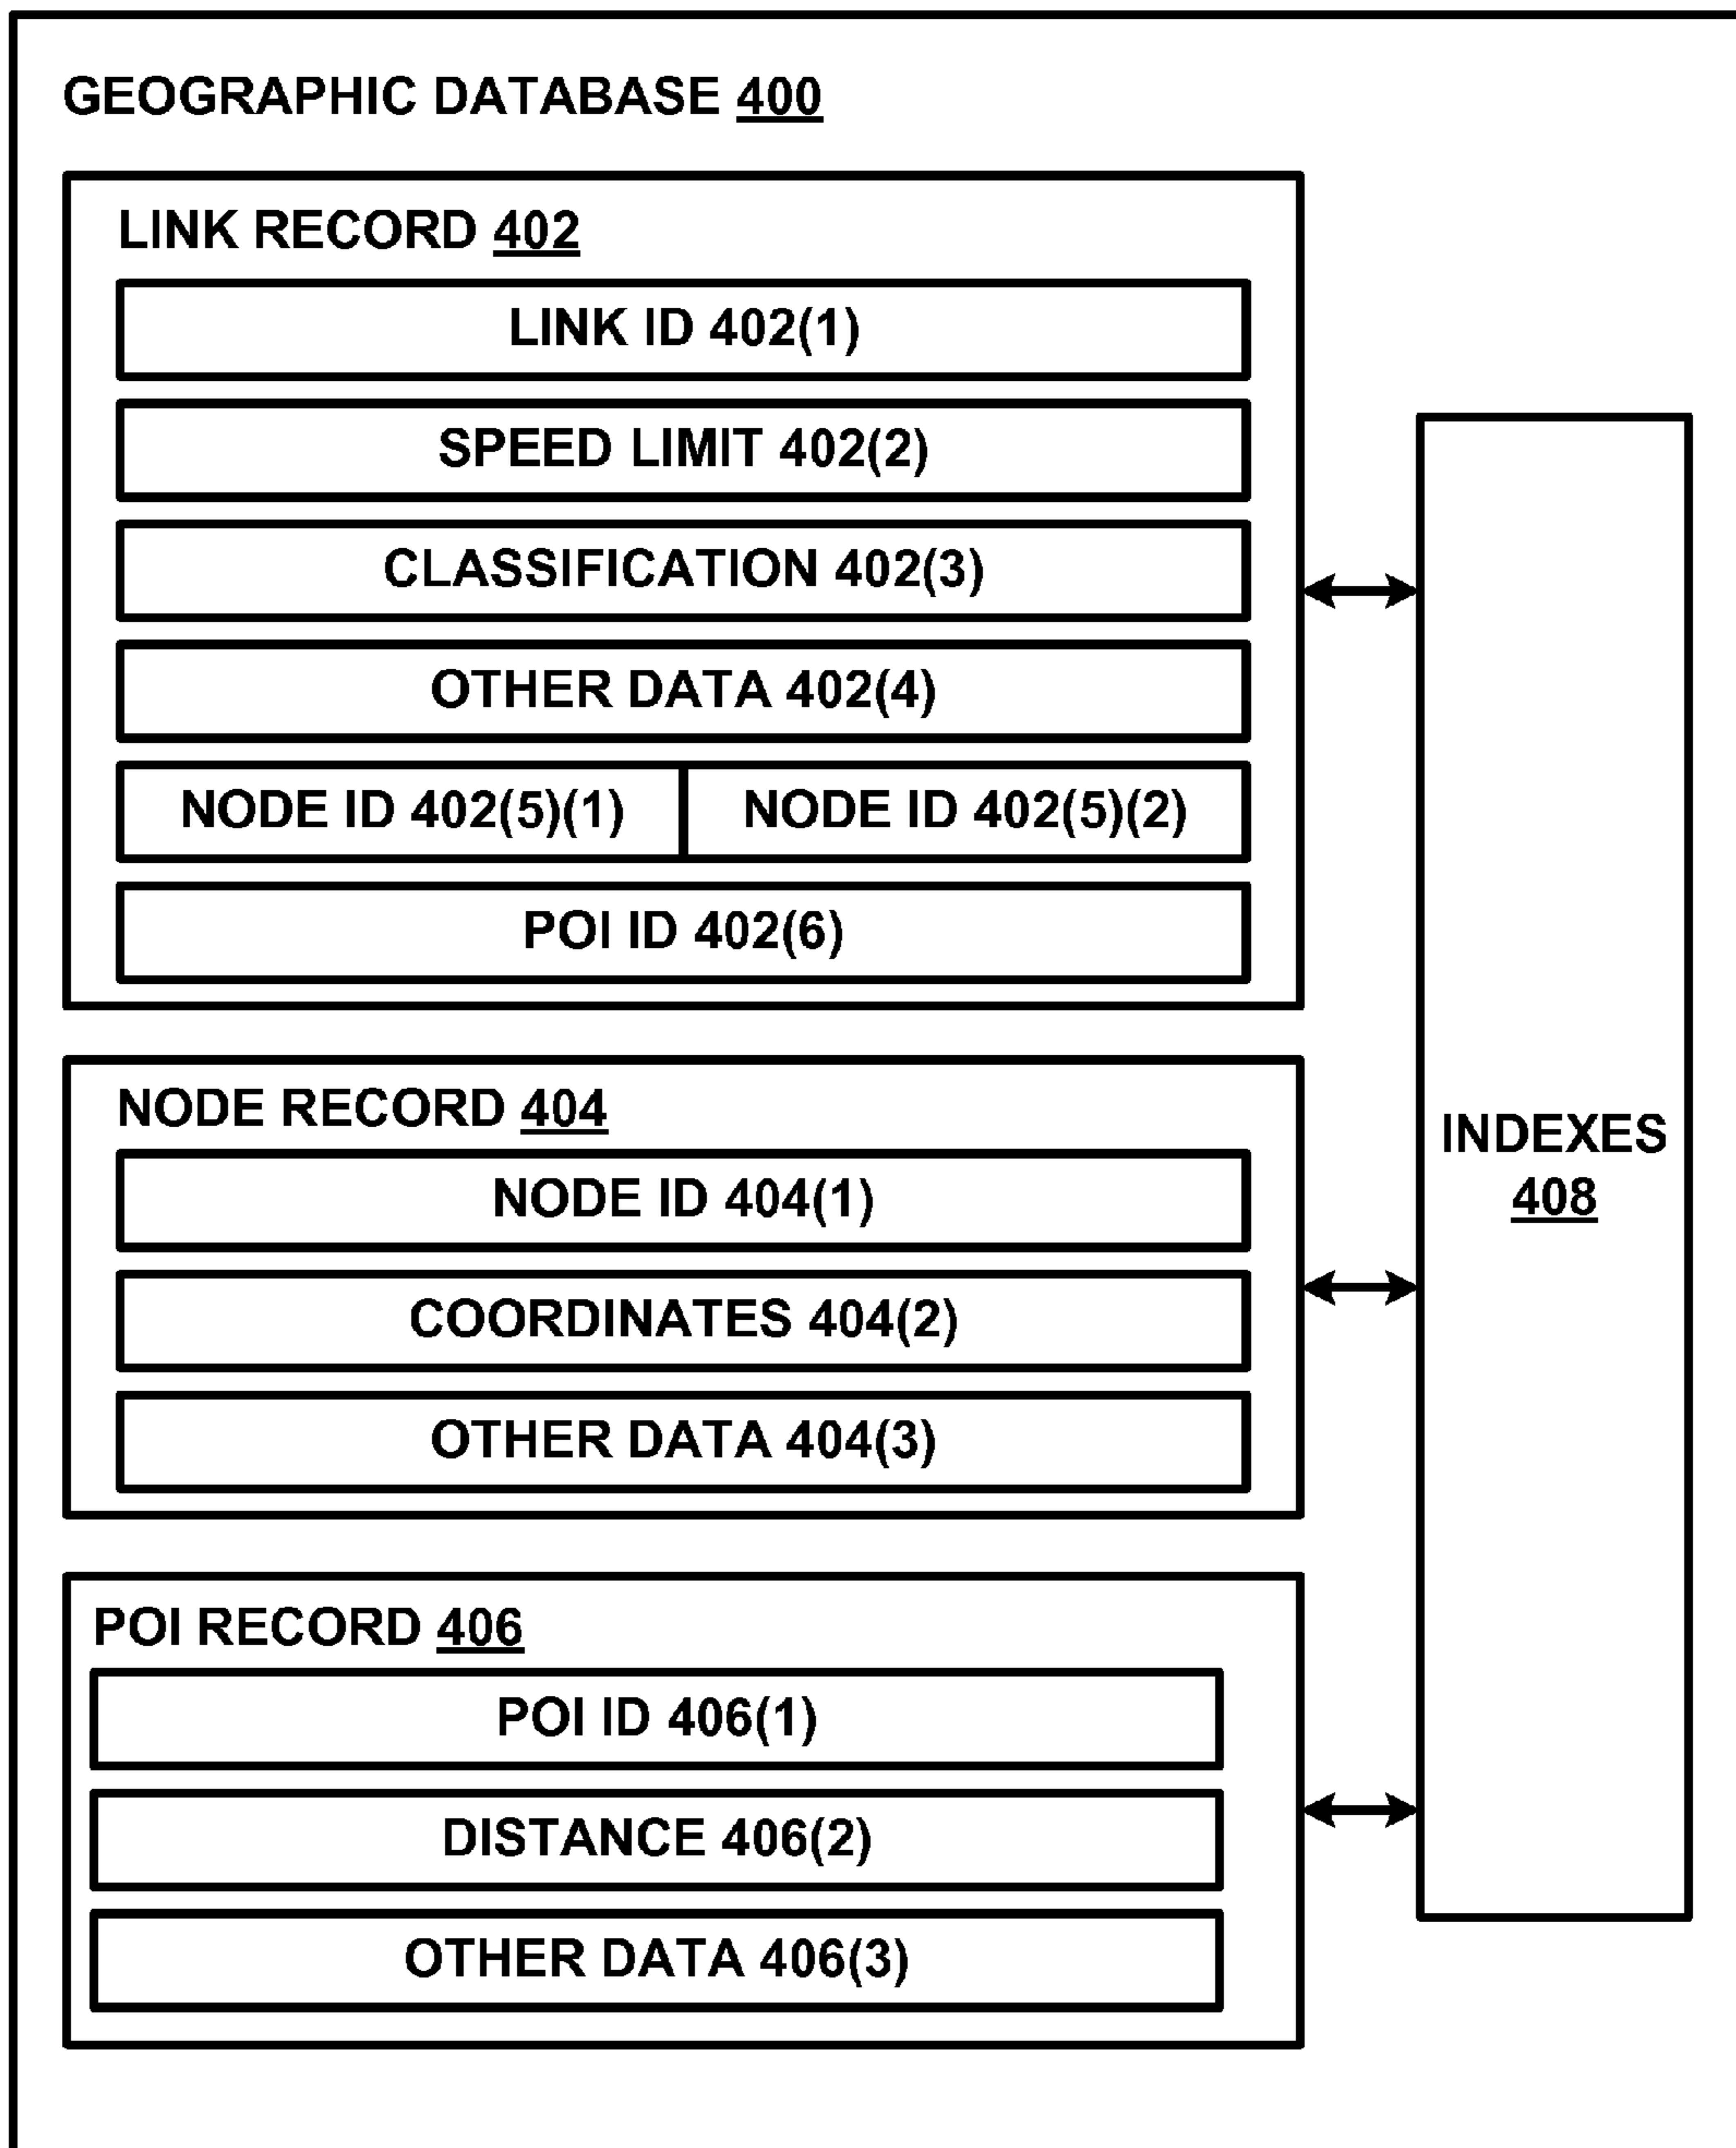 GEOGRAPHIC DATABASE 400
LINK RECORD 402
LINK ID 402(1)
SPEED LIMIT 402(2)
CLASSIFICATION 402(3)
OTHER DATA 402(4)
NODE ID 402(5)(1)
NODE ID 402(5)(2)
POI ID 402(6)
NODE RECORD 404
NODE ID 404(1)
COORDINATES 404(2)
OTHER DATA 404(3)
POI RECORD 406
POI ID 406(1)
DISTANCE 406(2)
OTHER DATA 406(3)
INDEXES
408